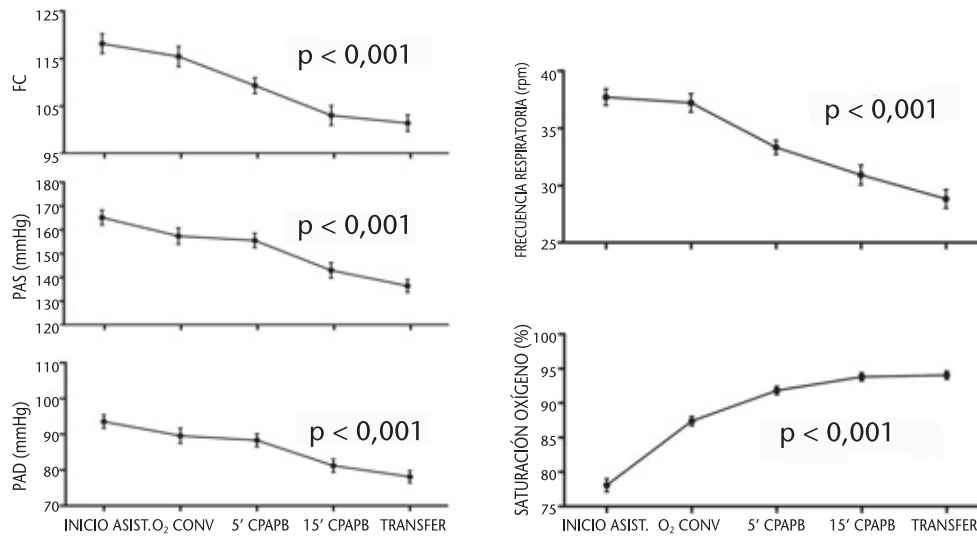 FC
125
115
105
95
p < 0,001
PAS (mmHg)
170
160
150
140
130
120
p < 0,001
PAD (mmHg)
110
100
90
80
70
p < 0,001
INICIO ASIST. O₂ CONV 5′ CPAPB 15′ CPAPB TRANSFER
FRECUENCIA RESPIRATORIA (rpm)
40
35
30
25
p < 0,001
SATURACIÓN OXÍGENO (%)
100
95
90
85
80
75
p < 0,001
INICIO ASIST. O₂ CONV 5′ CPAPB 15′ CPAPB TRANSFER